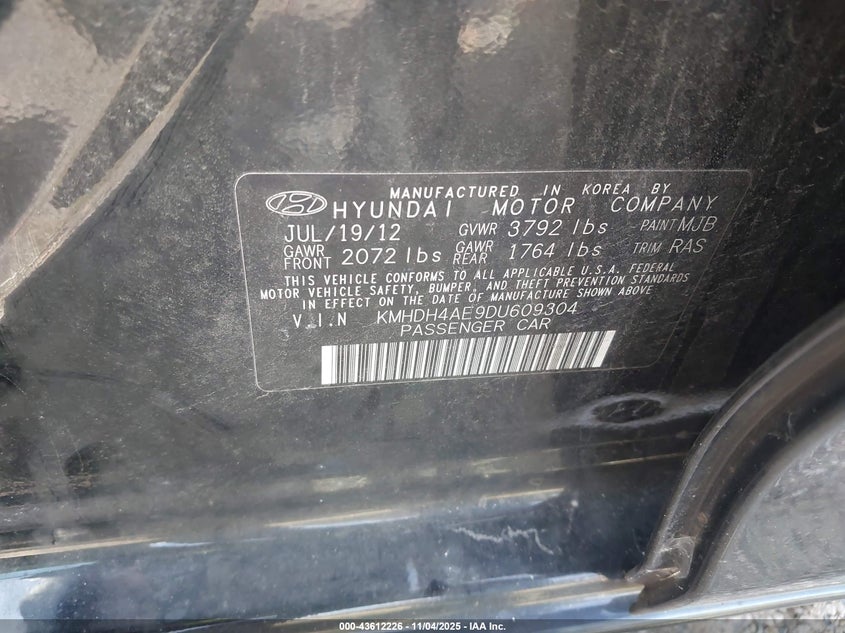 MANUFACTURED IN KOREA BY
HYUNDAI MOTOR COMPANY
JUL/19/12 GVWR 3792 lbs PAINT MJB
GAWR FRONT 2072 lbs GAWR REAR 1764 lbs TRIM RAS
THIS VEHICLE CONFORMS TO ALL APPLICABLE U.S.A. FEDERAL
MOTOR VEHICLE SAFETY, BUMPER, AND THEFT PREVENTION STANDARDS
IN EFFECT ON THE DATE OF MANUFACTURE SHOWN ABOVE
V.I.N KMHDH4AE9DU609304
PASSENGER CAR
000-43612226 - 11/04/2025 - IAA Inc.